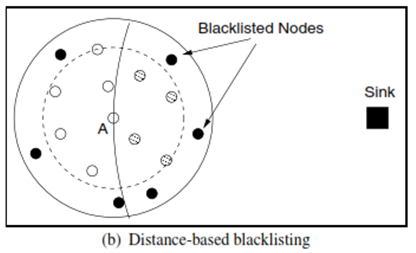 Blacklisted Nodes
Sink
A
(b) Distance-based blacklisting